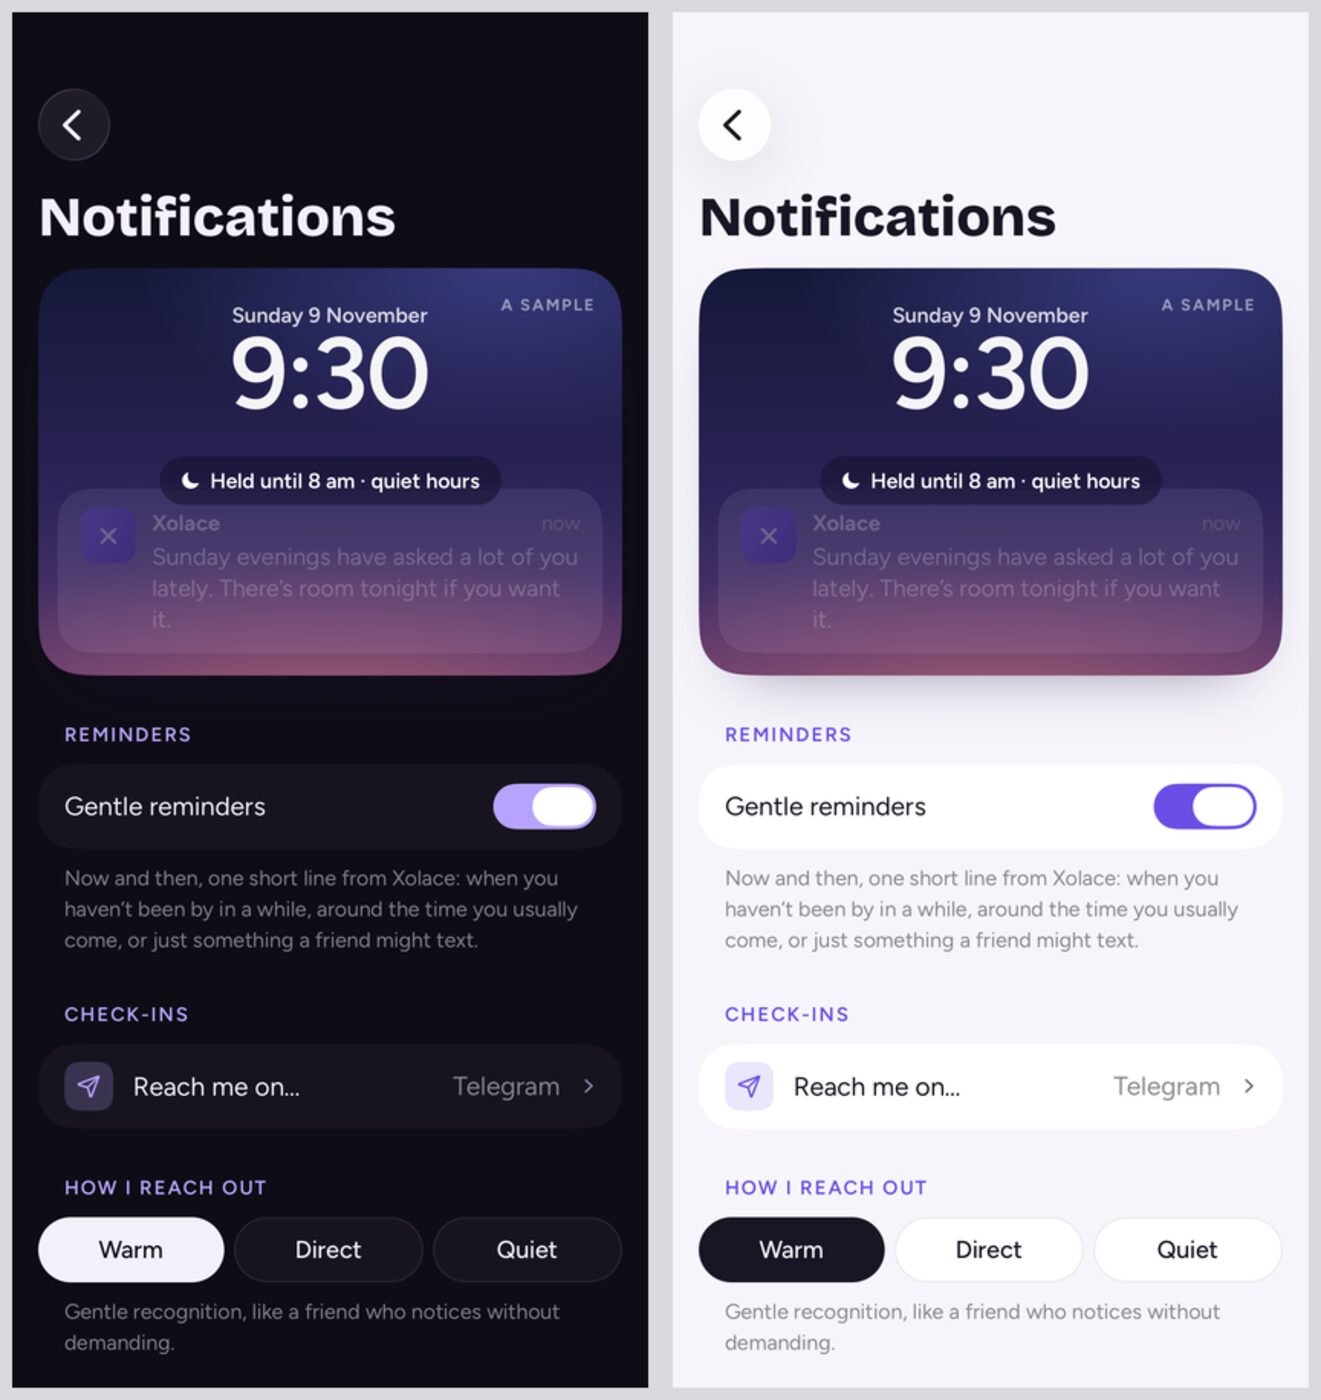 Notifications
A SAMPLE
Sunday 9 November
9:30
Held until 8 am · quiet hours
Xolace
now
Sunday evenings have asked a lot of you
lately. There’s room tonight if you want
it.
REMINDERS
Gentle reminders
Now and then, one short line from Xolace: when you
haven’t been by in a while, around the time you usually
come, or just something a friend might text.
CHECK-INS
Reach me on...
Telegram
HOW I REACH OUT
Warm
Direct
Quiet
Gentle recognition, like a friend who notices without
demanding.
Notifications
A SAMPLE
Sunday 9 November
9:30
Held until 8 am · quiet hours
Xolace
now
Sunday evenings have asked a lot of you
lately. There’s room tonight if you want
it.
REMINDERS
Gentle reminders
Now and then, one short line from Xolace: when you
haven’t been by in a while, around the time you usually
come, or just something a friend might text.
CHECK-INS
Reach me on...
Telegram
HOW I REACH OUT
Warm
Direct
Quiet
Gentle recognition, like a friend who notices without
demanding.